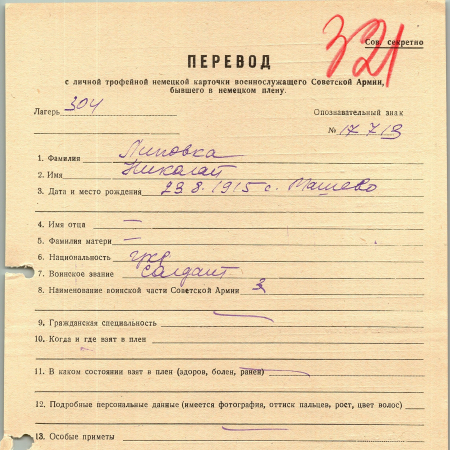 321
Сов. секретно
ПЕРЕВОД
с личной трофейной немецкой карточки военнослужащего Советской Армии,
бывшего в немецком плену.
Лагерь 304 Опознавательный знак
№ 17719
1. Фамилия Липовка
2. Имя Николай
3. Дата и место рождения 29.8.1915 с. Машево
4. Имя отца —
5. Фамилия матери —
6. Национальность укр
7. Воинское звание солдат
8. Наименование воинской части Советской Армии
9. Гражданская специальность —
10. Когда и где взят в плен
11. В каком состоянии взят в плен (здоров, болен, ранен) —
12. Подробные персональные данные (имеется фотография, оттиск пальцев, рост, цвет волос)
13. Особые приметы